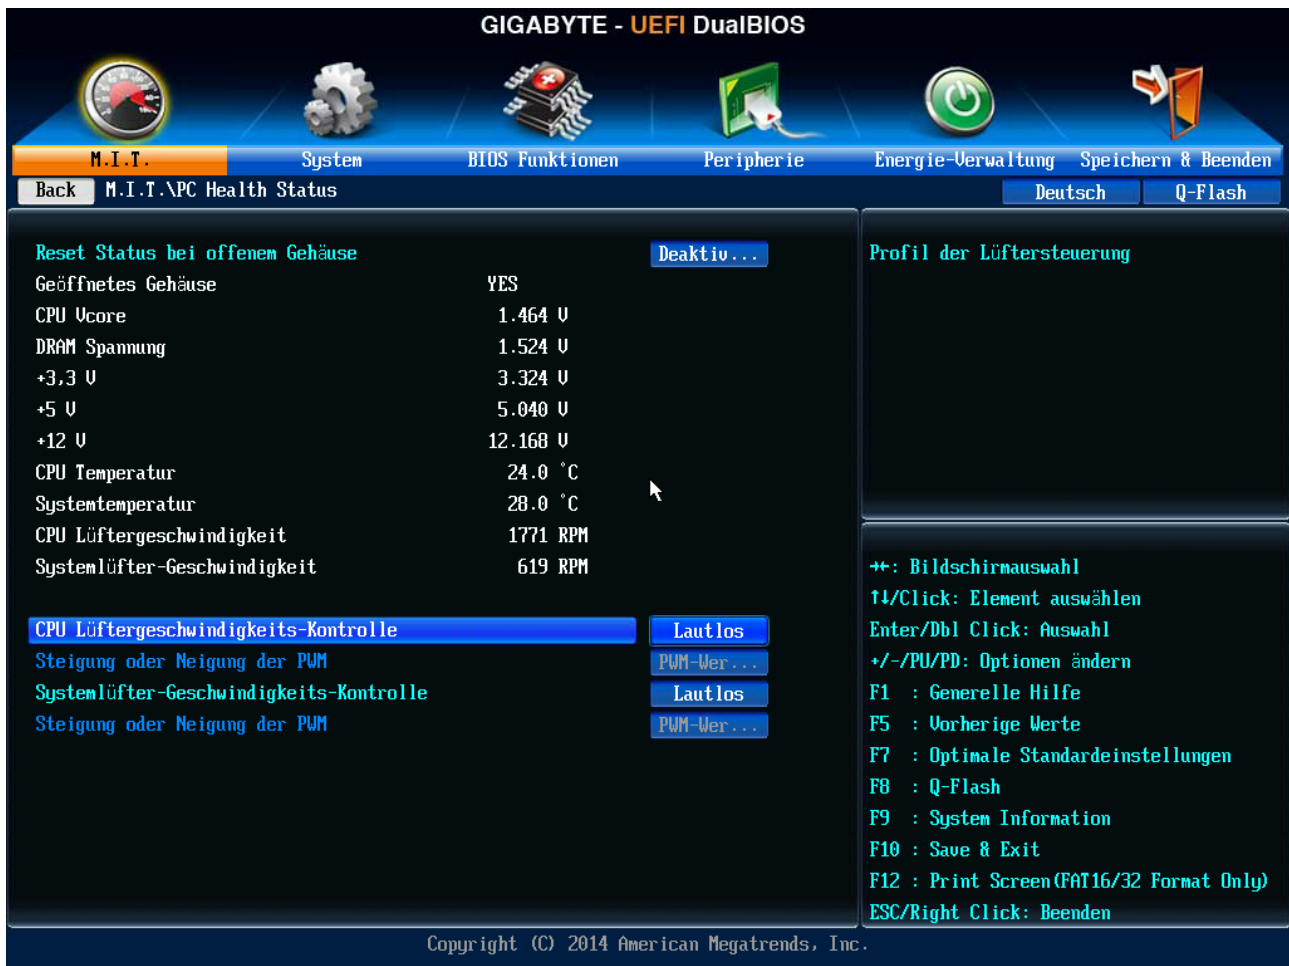 GIGABYTE - UEFI DualBIOS
M.I.T. System BIOS Funktionen Peripherie Energie-Verwaltung Speichern & Beenden
Back M.I.T.\PC Health Status Deutsch Q-Flash
Reset Status bei offenem Gehäuse Deaktiv...
Geöffnetes Gehäuse YES
CPU Vcore 1.464 V
DRAM Spannung 1.524 V
+3,3 V 3.324 V
+5 V 5.040 V
+12 V 12.168 V
CPU Temperatur 24.0 °C
Systemtemperatur 28.0 °C
CPU Lüftergeschwindigkeit 1771 RPM
Systemlüfter-Geschwindigkeit 619 RPM
CPU Lüftergeschwindigkeits-Kontrolle Lautlos
Steigung oder Neigung der PWM PWM-Wer...
Systemlüfter-Geschwindigkeits-Kontrolle Lautlos
Steigung oder Neigung der PWM PWM-Wer...
Profil der Lüftersteuerung
→←: Bildschirmauswahl
↑↓/Click: Element auswählen
Enter/Dbl Click: Auswahl
+/-/PU/PD: Optionen ändern
F1 : Generelle Hilfe
F5 : Vorherige Werte
F7 : Optimale Standardeinstellungen
F8 : Q-Flash
F9 : System Information
F10 : Save & Exit
F12 : Print Screen(FAT16/32 Format Only)
ESC/Right Click: Beenden
Copyright (C) 2014 American Megatrends, Inc.